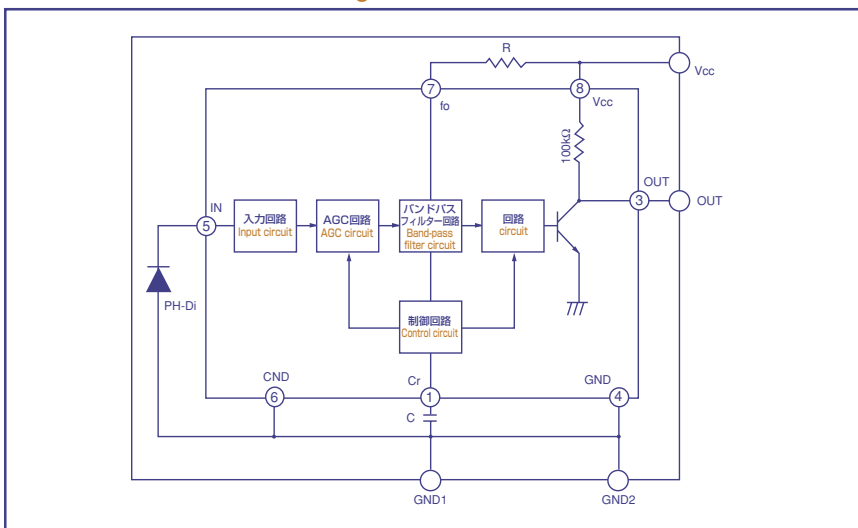 R
Vcc
7
fo
8
Vcc
100kΩ
IN
5
入力回路
Input circuit
AGC回路
AGC circuit
バンドパス
フィルター回路
Band-pass
filter circuit
回路
circuit
OUT
3
OUT
PH-Di
制御回路
Control circuit
CND
6
Cr
1
GND
4
C
GND1
GND2